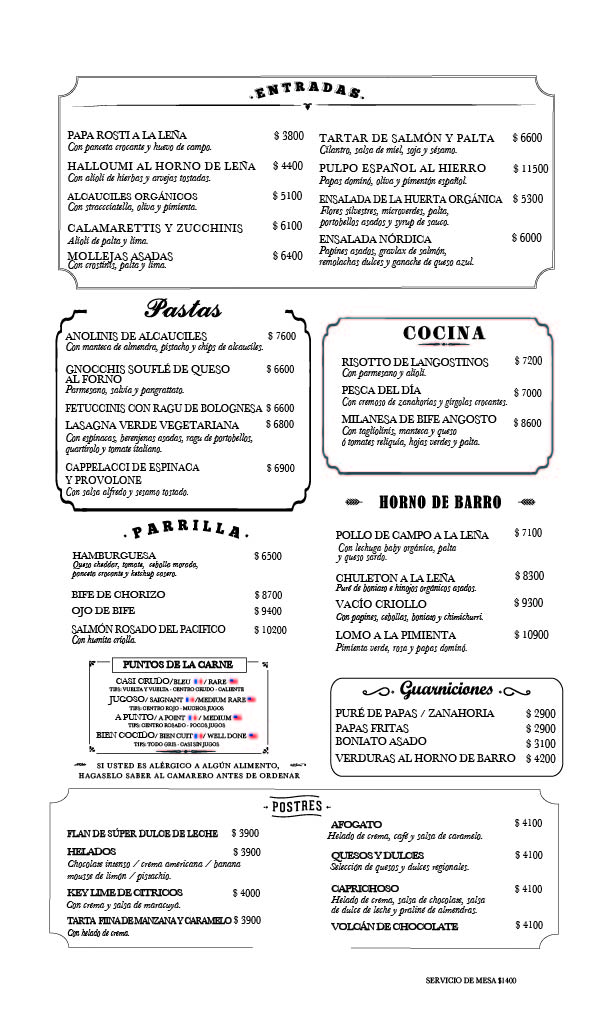 .ENTRADAS.
PAPA ROSTI A LA LEÑA $ 3800
Con panceta crocante y huevo de campo.
HALLOUMI AL HORNO DE LEÑA $ 4400
Con alioli de hierbas y arvejas tostadas.
ALCAUCILES ORGÁNICOS $ 5100
Con stracciatella, oliva y pimienta.
CALAMARETTIS Y ZUCCHINIS $ 6100
Alioli de palta y lima.
MOLLEJAS ASADAS $ 6400
Con crostinis, palta y lima.
TARTAR DE SALMÓN Y PALTA $ 6600
Cilantro, salsa de miel, soja y sésamo.
PULPO ESPAÑOL AL HIERRO $ 11500
Papas dominó, oliva y pimentón español.
ENSALADA DE LA HUERTA ORGÁNICA $ 5300
Flores silvestres, microverdes, palta,
portobellos asados y syrup de sauco.
ENSALADA NÓRDICA $ 6000
Papines asados, gravlax de salmón,
remolachas dulces y ganache de queso azul.
Pastas
ANOLINIS DE ALCAUCILES $ 7600
Con manteca de almendra, pistacho y chips de alcauciles.
GNOCCHIS SOUFLÉ DE QUESO $ 6600
AL FORNO
Parmesano, salvia y pangrattato.
FETUCCINIS CON RAGU DE BOLOGNESA $ 6600
LASAGNA VERDE VEGETARIANA $ 6800
Con espinacas, berenjenas asadas, ragu de portobellos,
quartirolo y tomate italiano.
CAPPELACCI DE ESPINACA $ 6900
Y PROVOLONE
Con salsa alfredo y sesamo tostado.
COCINA
RISOTTO DE LANGOSTINOS $ 7200
Con parmesano y alioli.
PESCA DEL DÍA $ 7000
Con cremoso de zanahorias y girgolas crocantes.
MILANESA DE BIFE ANGOSTO $ 8600
Con tagliolinis, manteca y queso
ó tomates reliquia, hojas verdes y palta.
.PARRILLA.
HAMBURGUESA $ 6500
Queso cheddar, tomate, cebolla morada,
panceta crocante y ketchup casero.
BIFE DE CHORIZO $ 8700
OJO DE BIFE $ 9400
SALMÓN ROSADO DEL PACIFICO $ 10200
Con humita criolla.
PUNTOS DE LA CARNE
CASI CRUDO/BLEU / RARE
TIPS: VUELTA Y VUELTA - CENTRO CRUDO - CALIENTE
JUGOSO/ SAIGNANT /MEDIUM RARE
TIPS: CENTRO ROJO - MUCHOS JUGOS
A PUNTO/ A POINT / MEDIUM
TIPS: CENTRO ROSADO - POCOS JUGOS
BIEN COCIDO/ BIEN CUIT / WELL DONE
TIPS: TODO GRIS - CASI SIN JUGOS
SI USTED ES ALÉRGICO A ALGÚN ALIMENTO,
HAGASELO SABER AL CAMARERO ANTES DE ORDENAR
HORNO DE BARRO
POLLO DE CAMPO A LA LEÑA $ 7100
Con lechuga baby orgánica, palta
y queso sardo.
CHULETON A LA LEÑA $ 8300
Puré de boniato e hinojos orgánicos asados.
VACÍO CRIOLLO $ 9300
Con papines, cebollas, boniato y chimichurri.
LOMO A LA PIMIENTA $ 10900
Pimienta verde, rosa y papas dominó.
Guarniciones
PURÉ DE PAPAS / ZANAHORIA $ 2900
PAPAS FRITAS $ 2900
BONIATO ASADO $ 3100
VERDURAS AL HORNO DE BARRO $ 4200
- POSTRES -
FLAN DE SÚPER DULCE DE LECHE $ 3900
HELADOS $ 3900
Chocolate intenso / crema americana / banana
mousse de limón / pistachio.
KEY LIME DE CITRICOS $ 4000
Con crema y salsa de maracuya.
TARTA FIINA DE MANZANA Y CARAMELO $ 3900
Con helado de crema.
AFOGATO $ 4100
Helado de crema, café y salsa de caramelo.
QUESOS Y DULCES $ 4100
Selección de quesos y dulces regionales.
CAPRICHOSO $ 4100
Helado de crema, salsa de chocolate, salsa
de dulce de leche y praliné de almendras.
VOLCÁN DE CHOCOLATE $ 4100
SERVICIO DE MESA $1400